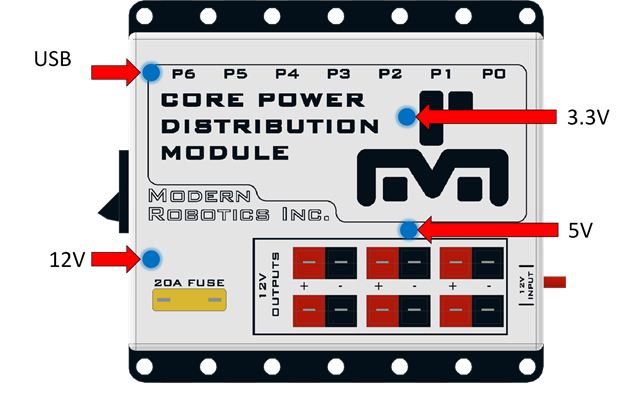 USB
P6 P5 P4 P3 P2 P1 P0
CORE POWER
DISTRIBUTION
MODULE
3.3V
MODERN
ROBOTICS INC.
5V
12V
20A FUSE
12V
OUTPUTS
+ - + - + -
12V
INPUT